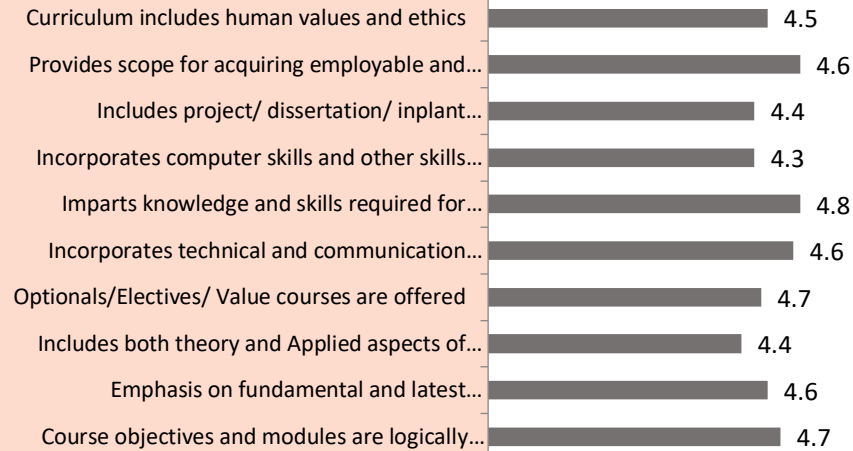 Curriculum includes human values and ethics 4.5
Provides scope for acquiring employable and... 4.6
Includes project/ dissertation/ inplant... 4.4
Incorporates computer skills and other skills... 4.3
Imparts knowledge and skills required for... 4.8
Incorporates technical and communication... 4.6
Optionals/Electives/ Value courses are offered 4.7
Includes both theory and Applied aspects of... 4.4
Emphasis on fundamental and latest... 4.6
Course objectives and modules are logically... 4.7